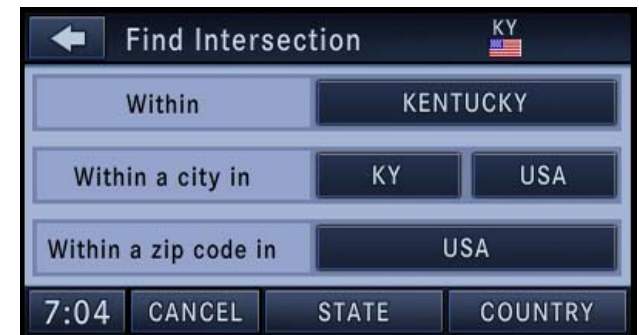 Find Intersection KY
Within KENTUCKY
Within a city in KY USA
Within a zip code in USA
7:04 CANCEL STATE COUNTRY